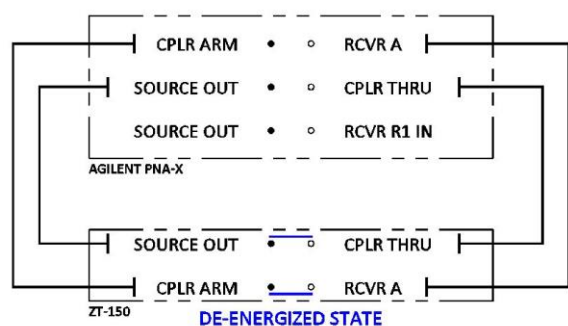 CPLR ARM RCVR A
SOURCE OUT CPLR THRU
SOURCE OUT RCVR R1 IN
AGILENT PNA-X
SOURCE OUT CPLR THRU
CPLR ARM RCVR A
ZT-150
DE-ENERGIZED STATE